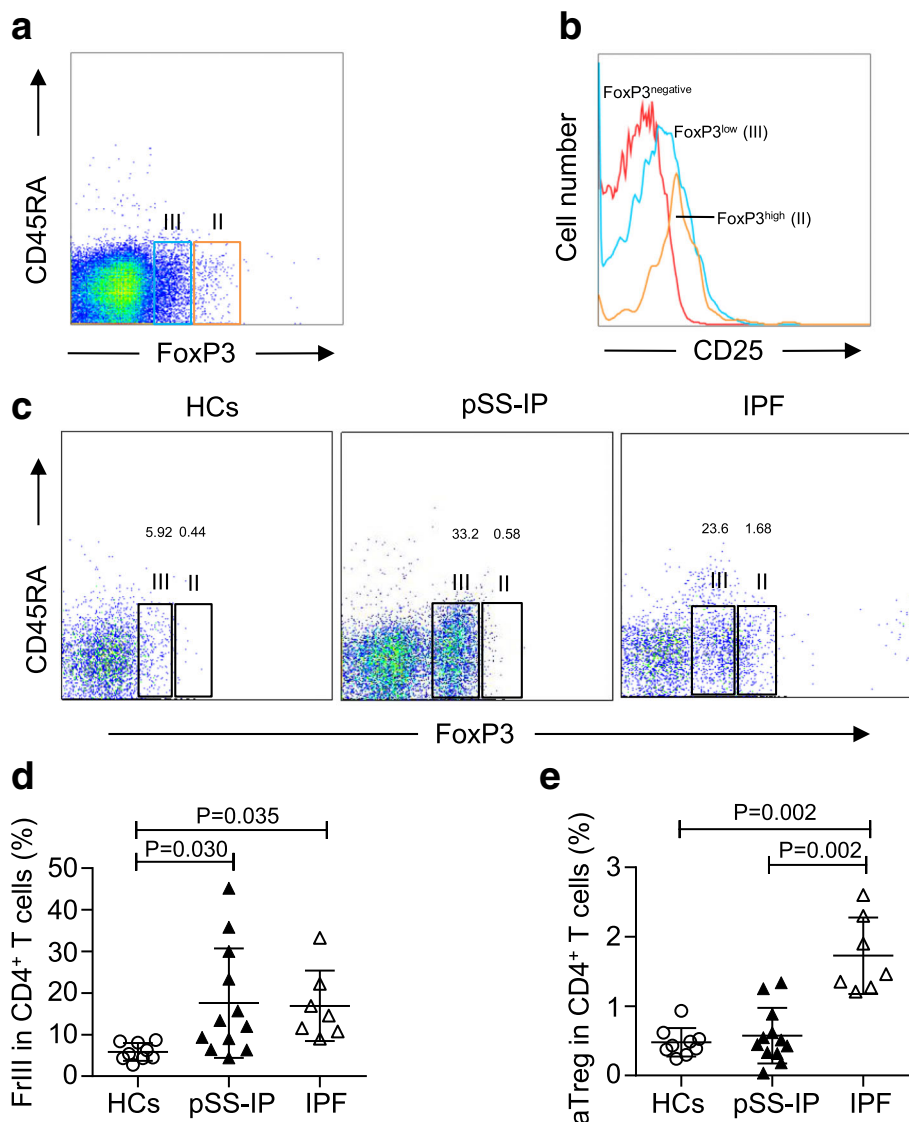 a
CD45RA
III II
FoxP3
b
Cell number
FoxP3negative
FoxP3low (III)
FoxP3high (II)
CD25
c
HCs pSS-IP IPF
CD45RA
5.92 0.44
III II
33.2 0.58
III II
23.6 1.68
III II
FoxP3
d
P=0.035
P=0.030
FrIII in CD4+ T cells (%)
50
40
30
20
10
0
HCs pSS-IP IPF
e
P=0.002
P=0.002
aTreg in CD4+ T cells (%)
3
2
1
0
HCs pSS-IP IPF